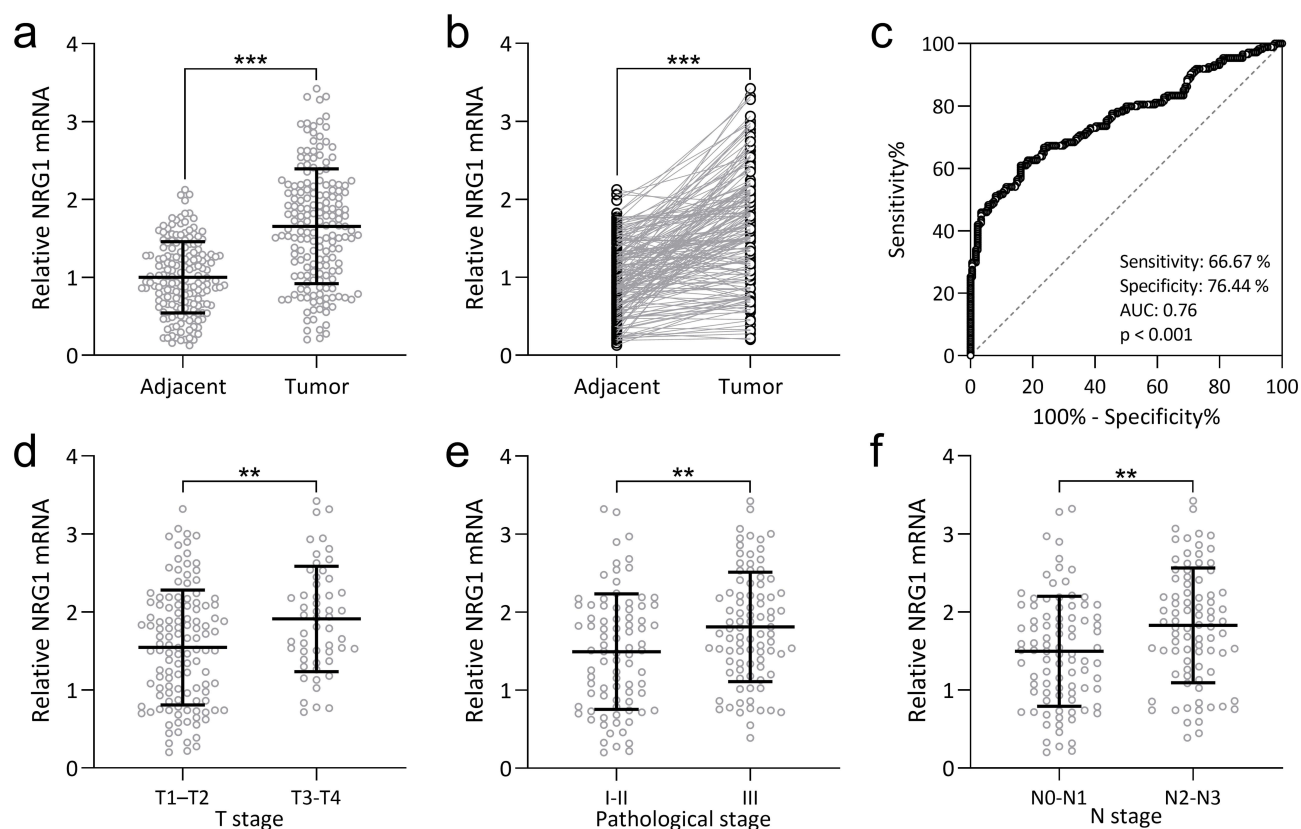 a
4
3
2
1
0
Relative NRG1 mRNA
***
Adjacent Tumor
b
4
3
2
1
0
Relative NRG1 mRNA
***
Adjacent Tumor
c
100
80
60
40
20
0
Sensitivity%
Sensitivity: 66.67 %
Specificity: 76.44 %
AUC: 0.76
p < 0.001
0 20 40 60 80 100
100% - Specificity%
d
4
3
2
1
0
Relative NRG1 mRNA
**
T1–T2 T3-T4
T stage
e
4
3
2
1
0
Relative NRG1 mRNA
**
I-II III
Pathological stage
f
4
3
2
1
0
Relative NRG1 mRNA
**
N0-N1 N2-N3
N stage